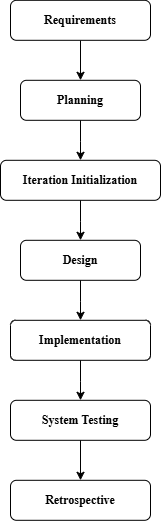 Requirements
Planning
Iteration Initialization
Design
Implementation
System Testing
Retrospective